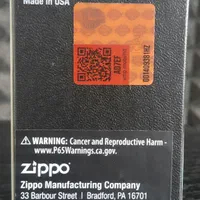 Made in USA
⚠ WARNING: Cancer and Reproductive Harm -
www.P65Warnings.ca.gov.
zippo
Zippo Manufacturing Company
33 Barbour Street | Bradford, PA 16701